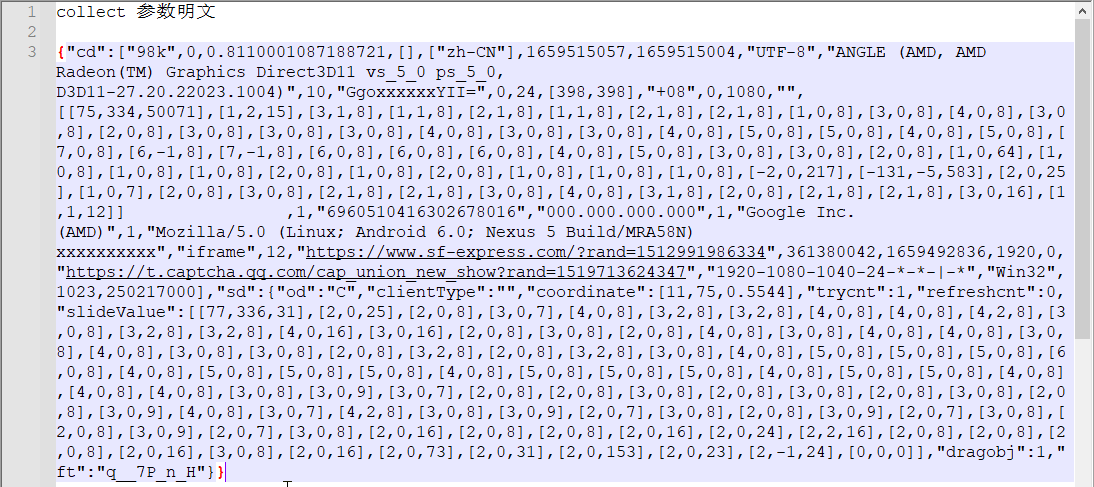 1 collect 参数明文
2
3 {"cd":["98k",0,0.8110001087188721,[],["zh-CN"],1659515057,1659515004,"UTF-8","ANGLE (AMD, AMD
Radeon(TM) Graphics Direct3D11 vs_5_0 ps_5_0,
D3D11-27.20.22023.1004)",10,"GgoxxxxxxYII=",0,24,[398,398],"+08",0,1080,"",
[[75,334,50071],[1,2,15],[3,1,8],[1,1,8],[2,1,8],[1,1,8],[2,1,8],[2,1,8],[1,0,8],[3,0,8],[4,0,8],[3,0
,8],[2,0,8],[3,0,8],[3,0,8],[3,0,8],[4,0,8],[3,0,8],[3,0,8],[4,0,8],[5,0,8],[5,0,8],[4,0,8],[5,0,8],[
7,0,8],[6,-1,8],[7,-1,8],[6,0,8],[6,0,8],[6,0,8],[4,0,8],[5,0,8],[3,0,8],[3,0,8],[2,0,8],[1,0,64],[1,
0,8],[1,0,8],[1,0,8],[2,0,8],[1,0,8],[2,0,8],[1,0,8],[1,0,8],[1,0,8],[-2,0,217],[-131,-5,583],[2,0,25
],[1,0,7],[2,0,8],[3,0,8],[2,1,8],[2,1,8],[3,0,8],[4,0,8],[3,1,8],[2,0,8],[2,1,8],[2,1,8],[3,0,16],[1
,1,12]] ,1,"6960510416302678016","000.000.000.000",1,"Google Inc.
(AMD)",1,"Mozilla/5.0 (Linux; Android 6.0; Nexus 5 Build/MRA58N)
xxxxxxxxxx","iframe",12,"https://www.sf-express.com/?rand=1512991986334",361380042,1659492836,1920,0,
"https://t.captcha.qq.com/cap_union_new_show?rand=1519713624347","1920-1080-1040-24-*-*-|-*","Win32",
1023,250217000],"sd":{"od":"C","clientType":"","coordinate":[11,75,0.5544],"trycnt":1,"refreshcnt":0,
"slideValue":[[77,336,31],[2,0,25],[2,0,8],[3,0,7],[4,0,8],[3,2,8],[3,2,8],[4,0,8],[4,0,8],[4,2,8],[3
,0,8],[3,2,8],[3,2,8],[4,0,16],[3,0,16],[2,0,8],[3,0,8],[2,0,8],[4,0,8],[3,0,8],[4,0,8],[4,0,8],[3,0,
8],[4,0,8],[3,0,8],[3,0,8],[2,0,8],[3,2,8],[2,0,8],[3,2,8],[3,0,8],[4,0,8],[5,0,8],[5,0,8],[5,0,8],[6
,0,8],[4,0,8],[5,0,8],[5,0,8],[5,0,8],[4,0,8],[5,0,8],[5,0,8],[5,0,8],[4,0,8],[5,0,8],[5,0,8],[4,0,8]
,[4,0,8],[4,0,8],[3,0,8],[3,0,9],[3,0,7],[2,0,8],[2,0,8],[3,0,8],[2,0,8],[3,0,8],[2,0,8],[3,0,8],[2,0
,8],[3,0,9],[4,0,8],[3,0,7],[4,2,8],[3,0,8],[3,0,9],[2,0,7],[3,0,8],[2,0,8],[3,0,9],[2,0,7],[3,0,8],[
2,0,8],[3,0,9],[2,0,7],[3,0,8],[2,0,16],[2,0,8],[2,0,8],[2,0,16],[2,0,24],[2,2,16],[2,0,8],[2,0,8],[2
,0,8],[2,0,16],[3,0,8],[2,0,16],[2,0,73],[2,0,31],[2,0,153],[2,0,23],[2,-1,24],[0,0,0]],"dragobj":1,"
ft":"q__7P_n_H"}}